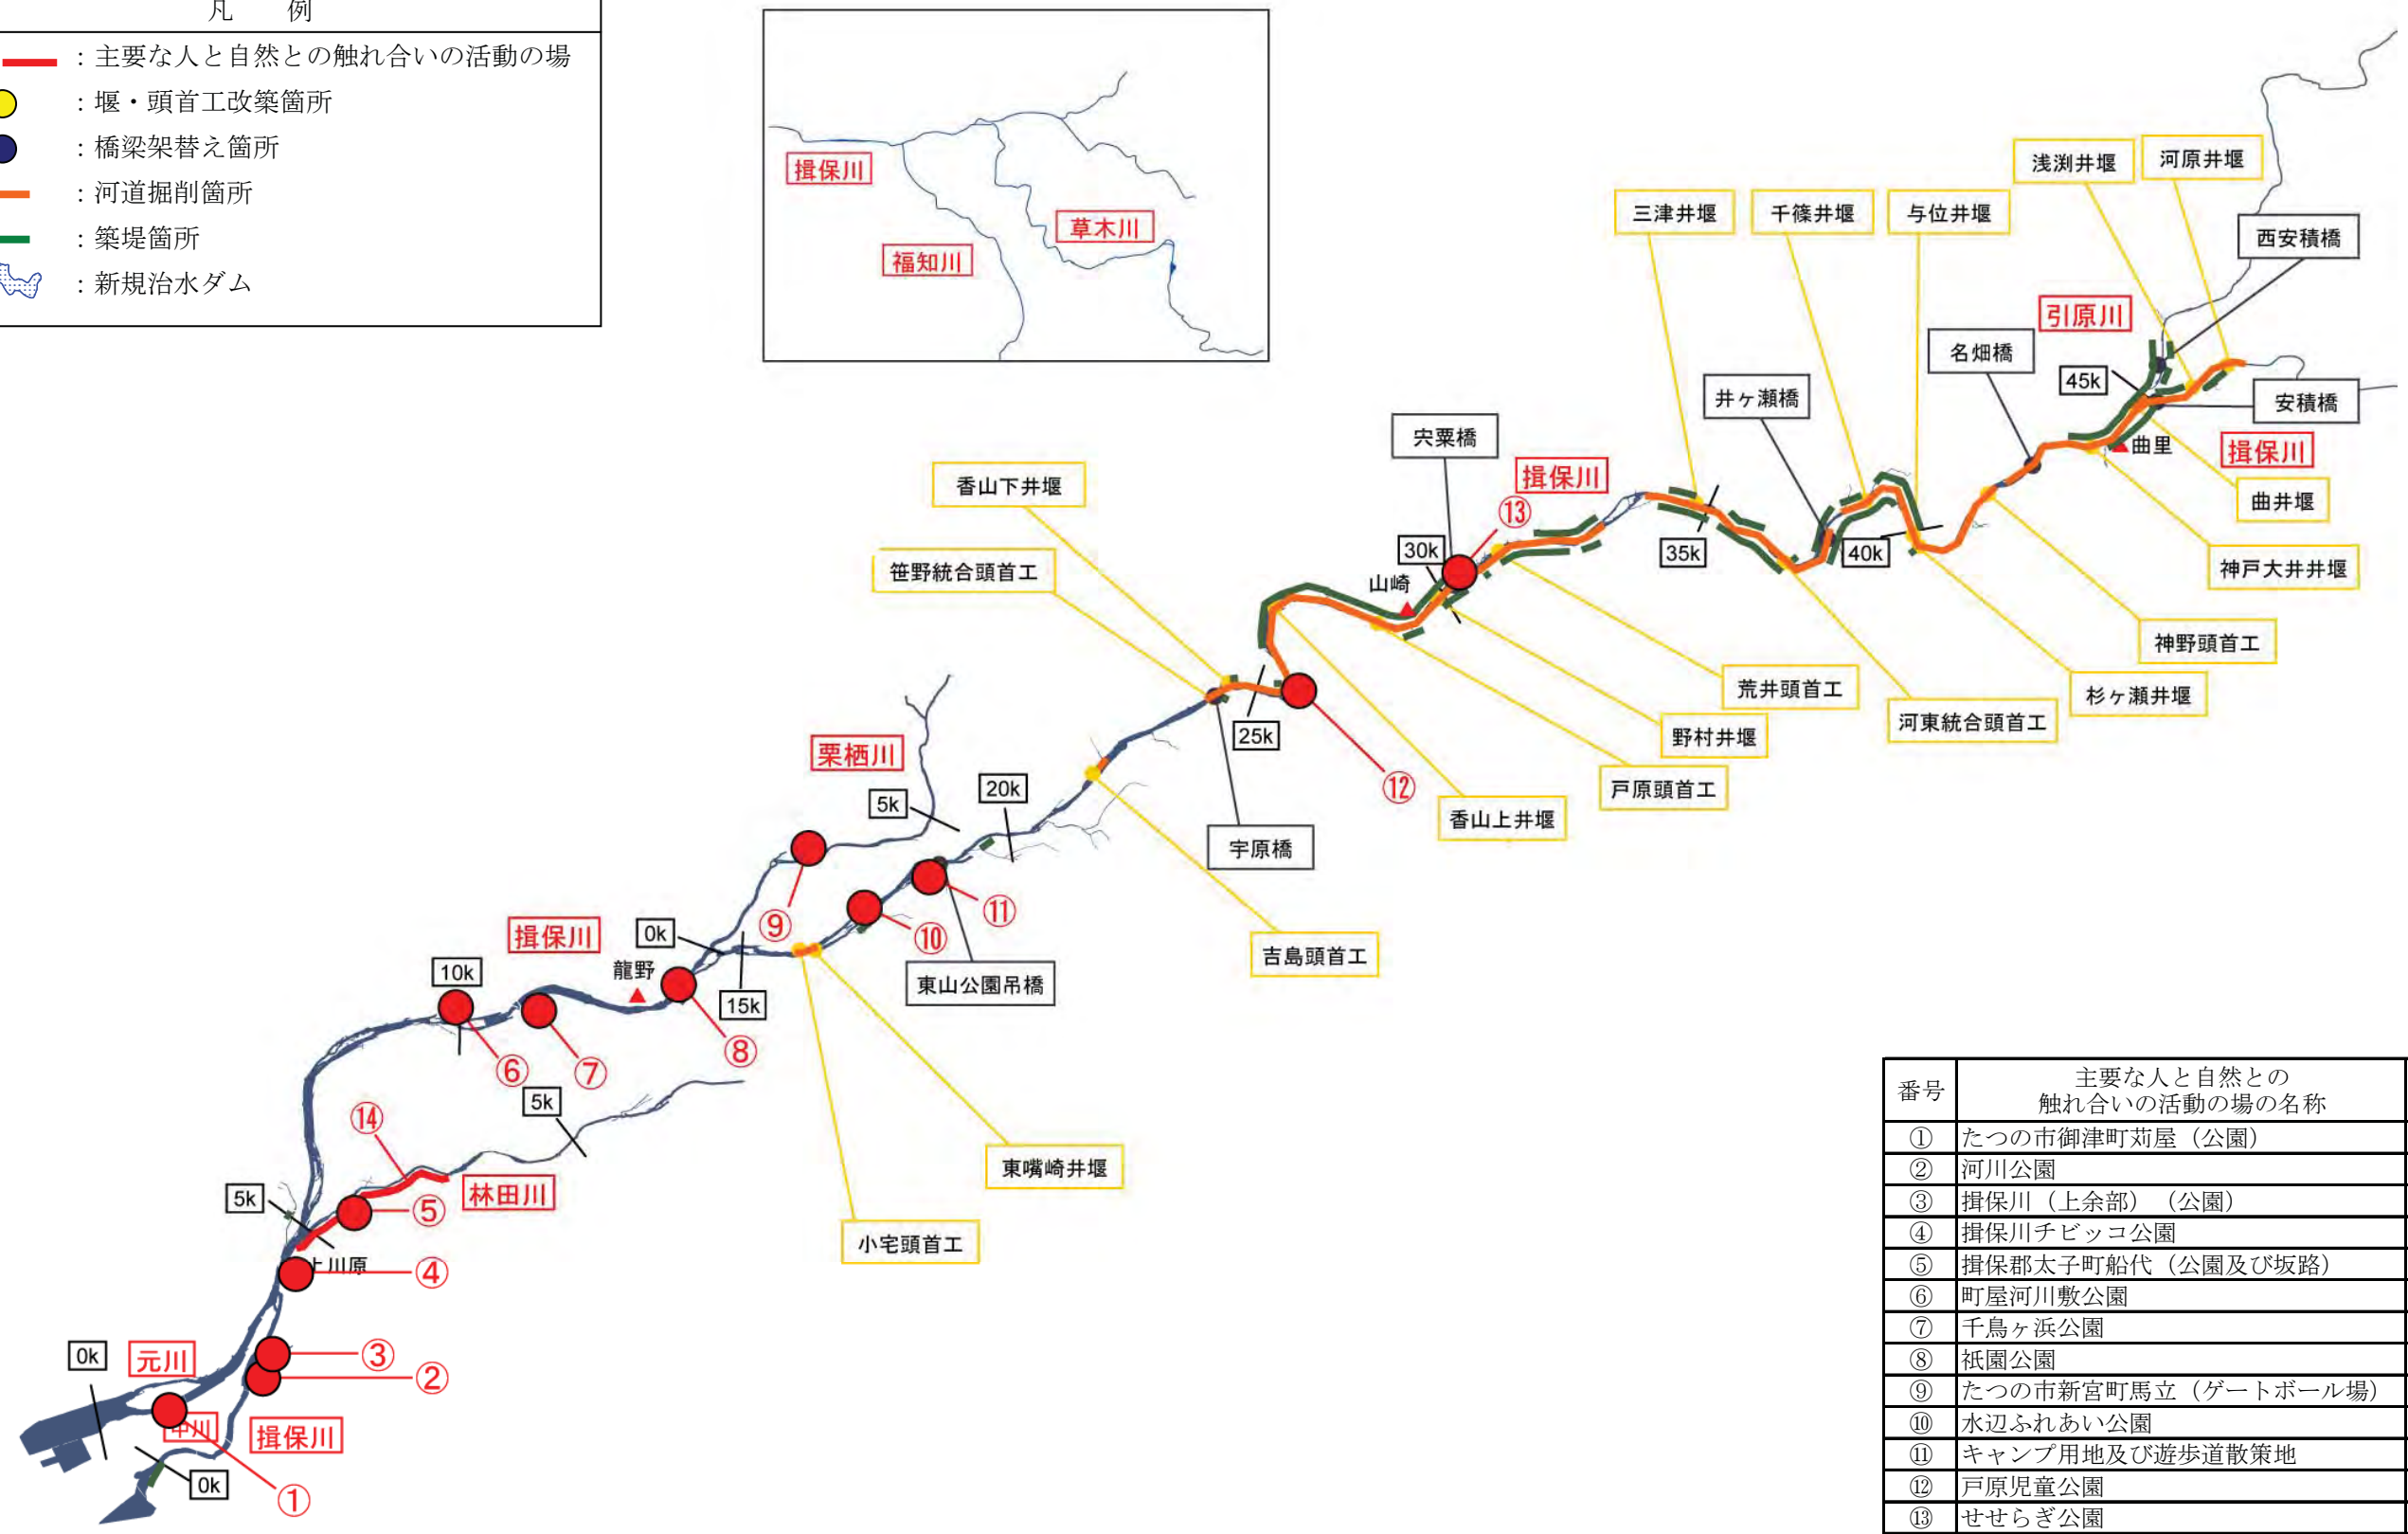 凡 例
：主要な人と自然との触れ合いの活動の場
：堰・頭首工改築箇所
：橋梁架替え箇所
：河道掘削箇所
：築堤箇所
：新規治水ダム
揖保川
福知川
草木川
浅渕井堰
河原井堰
三津井堰
千篠井堰
与位井堰
西安積橋
引原川
名畑橋
45k
井ヶ瀬橋
安積橋
宍粟橋
曲里
揖保川
香山下井堰
揖保川
曲井堰
⑬
笹野統合頭首工
30k
35k
40k
神戸大井井堰
山崎
神野頭首工
荒井頭首工
杉ヶ瀬井堰
河東統合頭首工
野村井堰
25k
栗栖川
⑫
戸原頭首工
20k
5k
香山上井堰
宇原橋
⑨
⑪
⑩
揖保川
0k
吉島頭首工
龍野
10k
東山公園吊橋
15k
⑧
⑥
⑦
5k
⑭
東嘴崎井堰
林田川
5k
⑤
小宅頭首工
上川原
④
0k
元川
③
②
中川
揖保川
0k
①
番号
主要な人と自然との
触れ合いの活動の場の名称
① たつの市御津町苅屋（公園）
② 河川公園
③ 揖保川（上余部）（公園）
④ 揖保川チビッコ公園
⑤ 揖保郡太子町船代（公園及び坂路）
⑥ 町屋河川敷公園
⑦ 千鳥ヶ浜公園
⑧ 祇園公園
⑨ たつの市新宮町馬立（ゲートボール場）
⑩ 水辺ふれあい公園
⑪ キャンプ用地及び遊歩道散策地
⑫ 戸原児童公園
⑬ せせらぎ公園